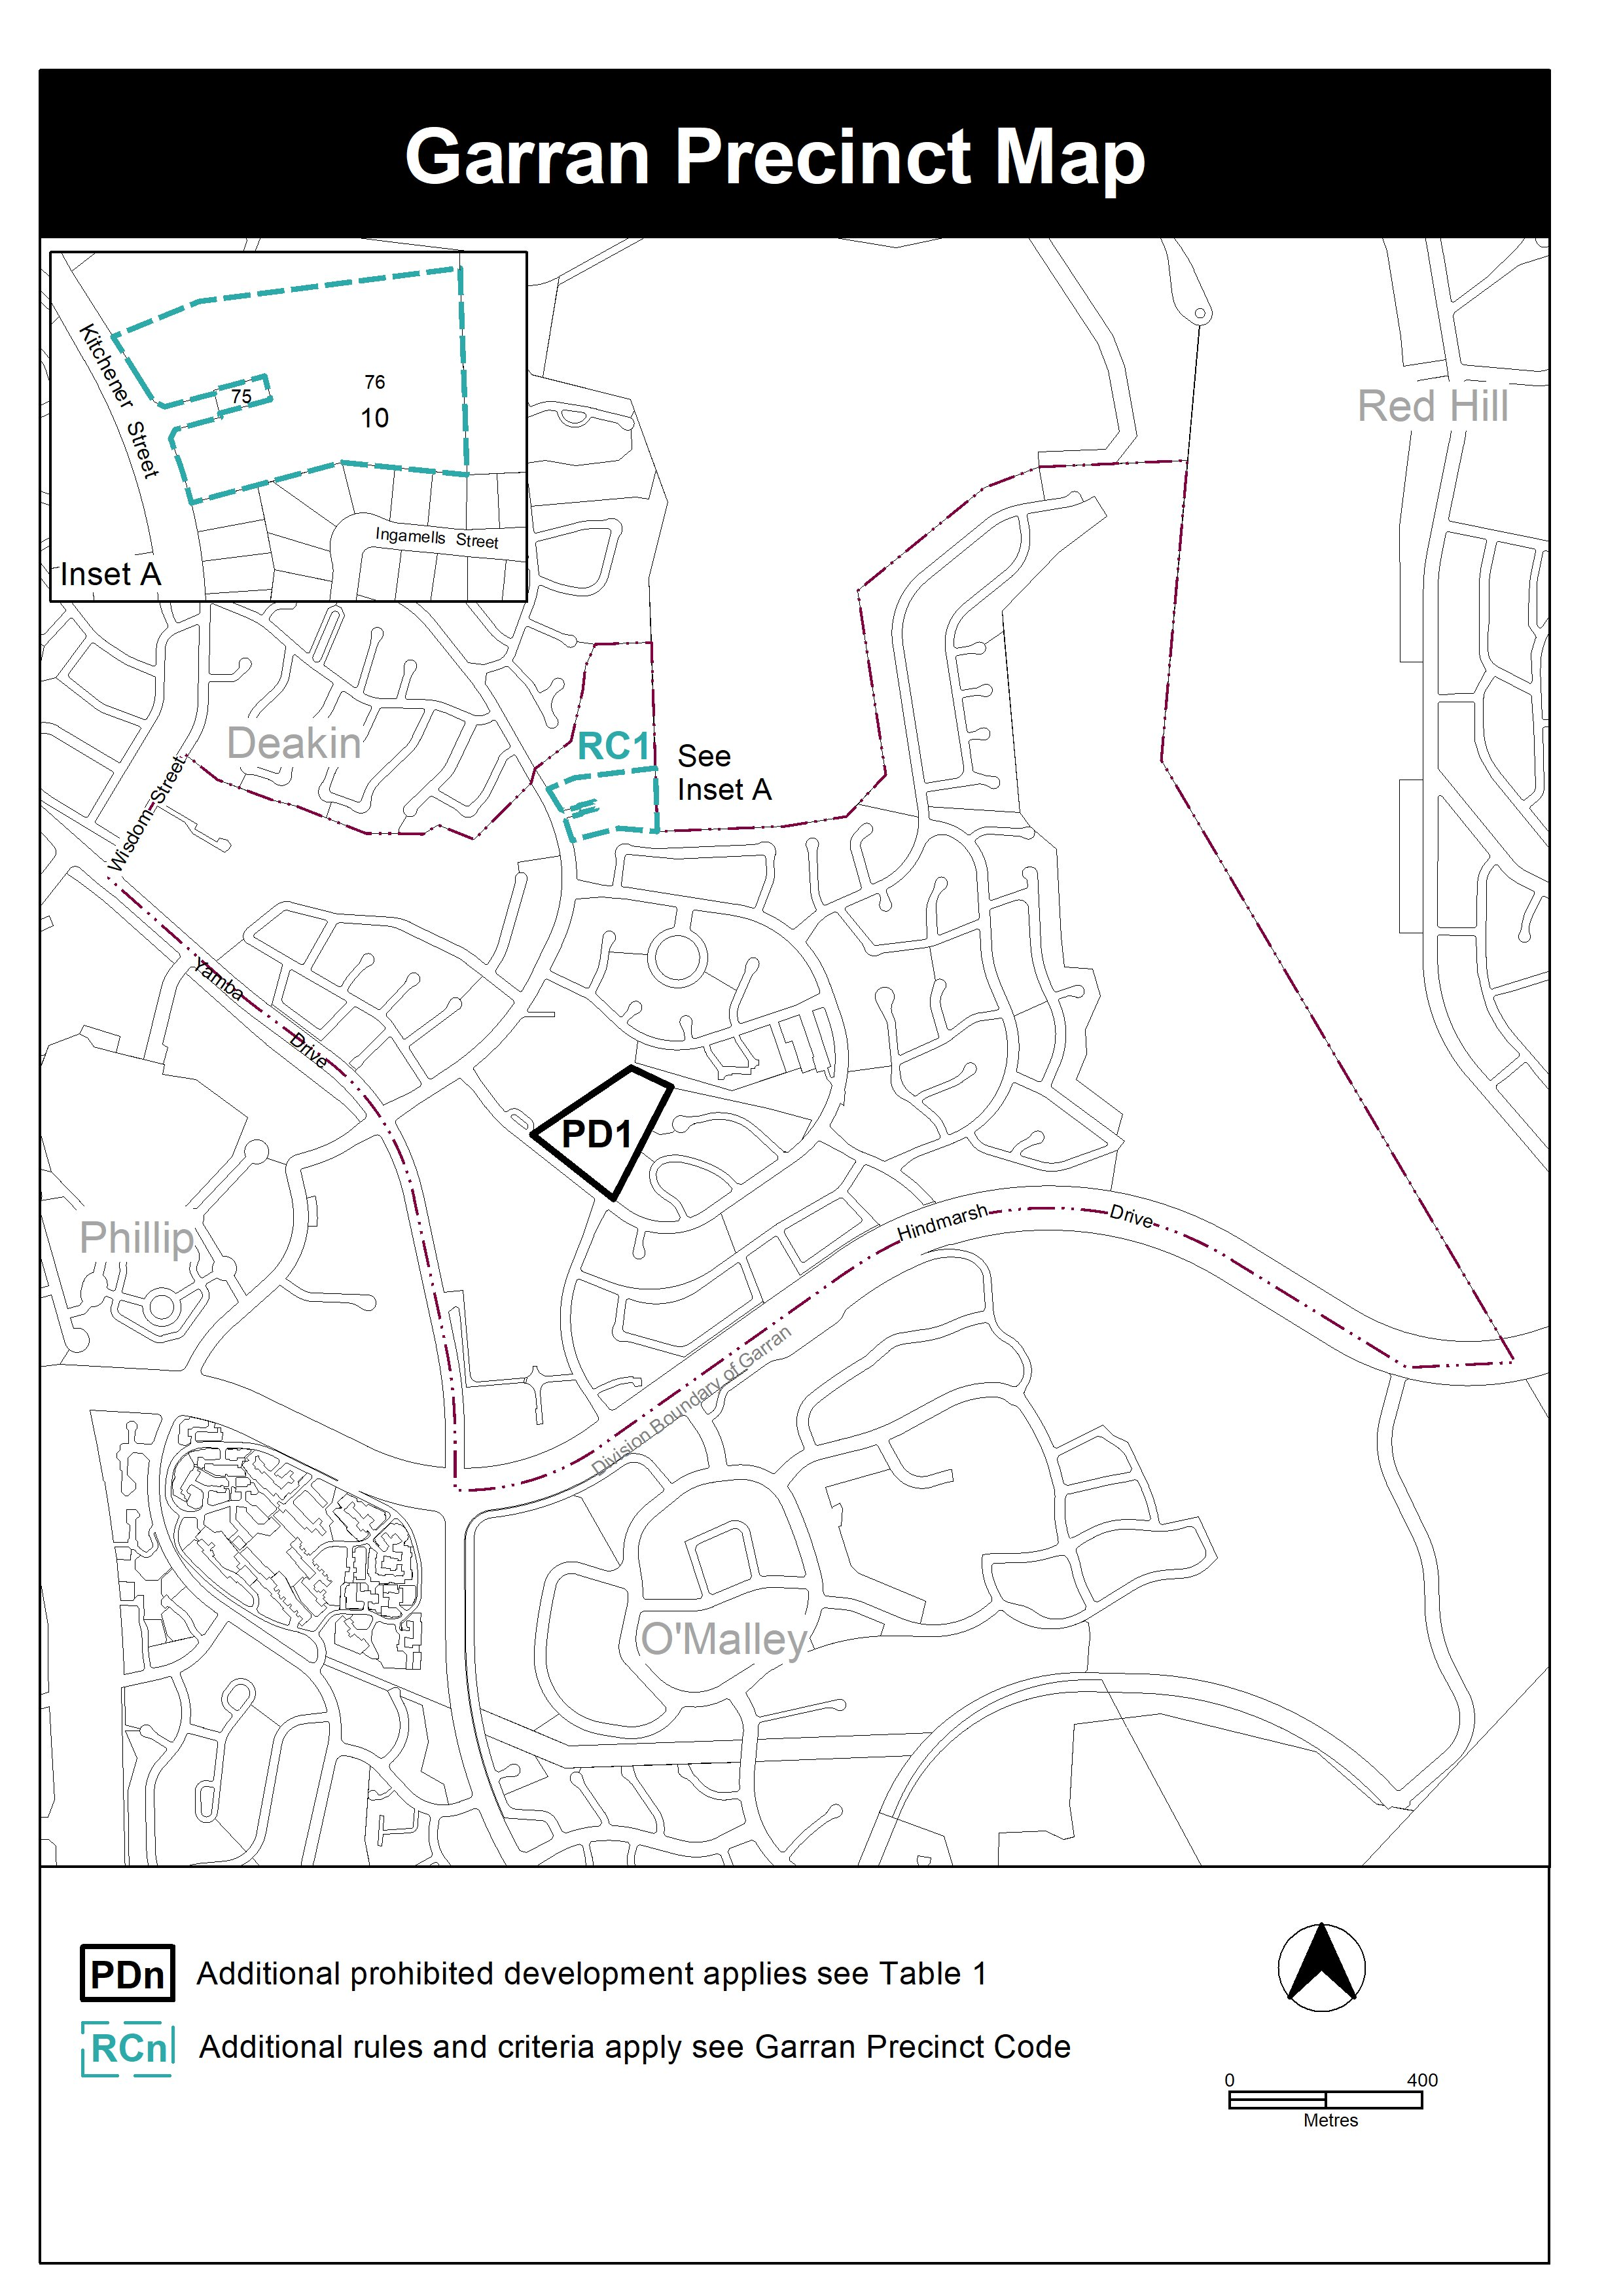 Garran Precinct Map
Kitchener Street
75
76
10
Ingamells Street
Inset A
Red Hill
Deakin
RC1
See
Inset A
Wisdom Street
Yamba
Drive
PD1
Phillip
Hindmarsh
Drive
Division Boundary of Garran
O'Malley
PDn Additional prohibited development applies see Table 1
RCn Additional rules and criteria apply see Garran Precinct Code
0 400
Metres